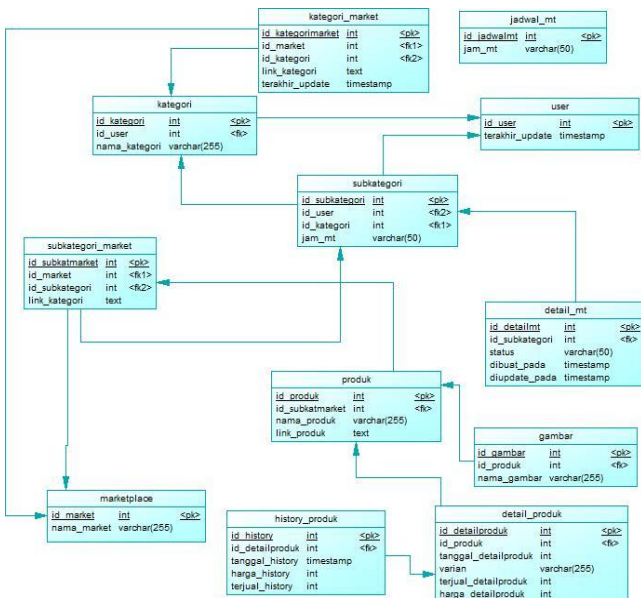 kategori_market
id_kategorimarket int <pk>
id_market int <fk1>
id_kategori int <fk2>
link_kategori text
terakhir_update timestamp
jadwal_mt
id_jadwalmt int <pk>
jam_mt varchar(50)
kategori
id_kategori int <pk>
id_user int <fk>
nama_kategori varchar(255)
user
id_user int <pk>
terakhir_update timestamp
subkategori
id_subkategori int <pk>
id_user int <fk2>
id_kategori int <fk1>
jam_mt varchar(50)
subkategori_market
id_subkatmarket int <pk>
id_market int <fk1>
id_subkategori int <fk2>
link_kategori text
detail_mt
id_detailmt int <pk>
id_subkategori int <fk>
status varchar(50)
dibuat_pada timestamp
diupdate_pada timestamp
produk
id_produk int <pk>
id_subkatmarket int <fk>
nama_produk varchar(255)
link_produk text
gambar
id_gambar int <pk>
id_produk int <fk>
nama_gambar varchar(255)
marketplace
id_market int <pk>
nama_market varchar(255)
history_produk
id_history int <pk>
id_detailproduk int <fk>
tanggal_history timestamp
harga_history int
terjual_history int
detail_produk
id_detailproduk int <pk>
id_produk int <fk>
tanggal_detailproduk int
varian varchar(255)
terjual_detailproduk int
harga_detailproduk int